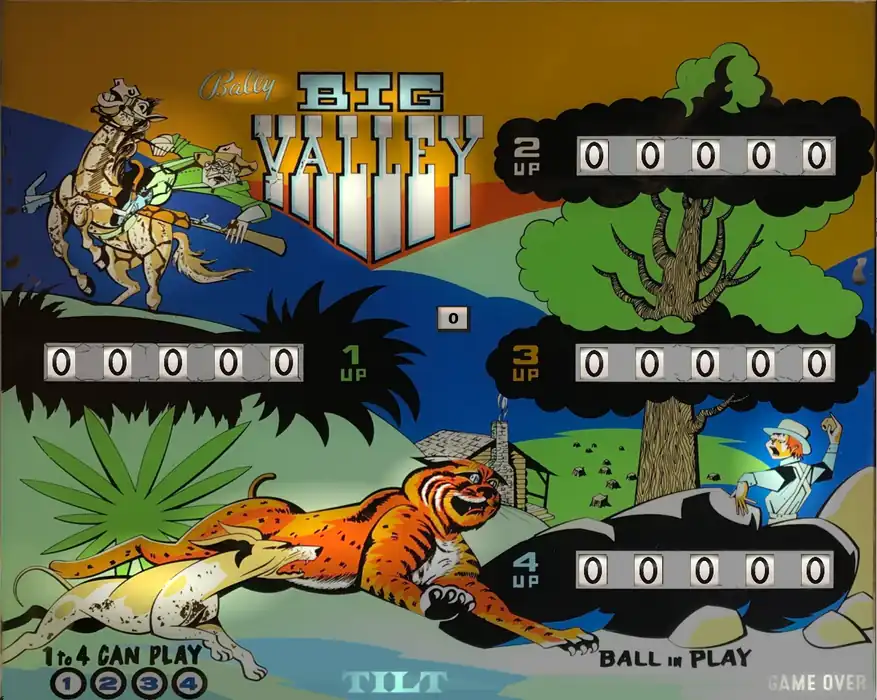 Bally
BIG
VALLEY
2
UP
0 0 0 0 0
0
0 0 0 0 0
1
UP
3
UP
0 0 0 0 0
4
UP
0 0 0 0 0
1 to 4 CAN PLAY
1 2 3 4
TILT
BALL IN PLAY
GAME OVER